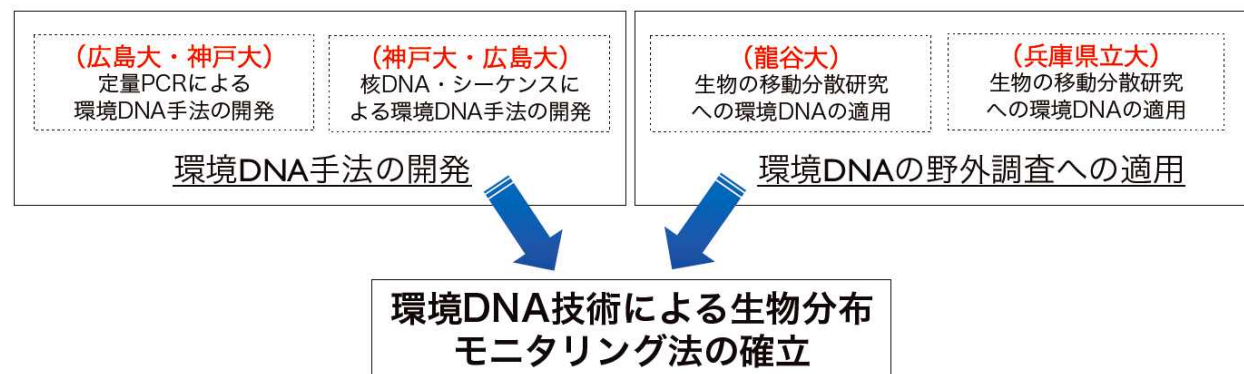 (広島大・神戸大)
定量PCRによる
環境DNA手法の開発
(神戸大・広島大)
核DNA・シーケンスに
よる環境DNA手法の開発
環境DNA手法の開発
(龍谷大)
生物の移動分散研究
への環境DNAの適用
(兵庫県立大)
生物の移動分散研究
への環境DNAの適用
環境DNAの野外調査への適用
環境DNA技術による生物分布
モニタリング法の確立